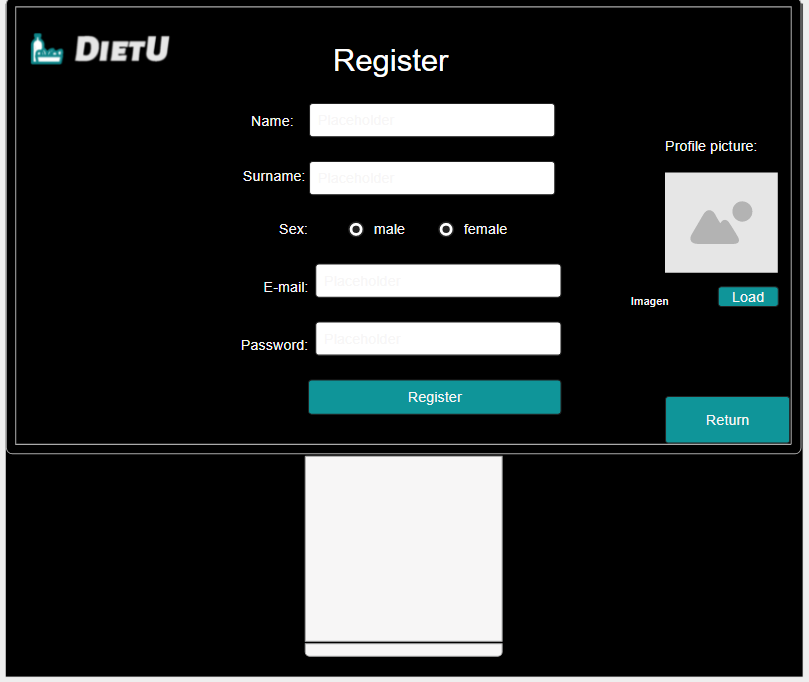 DIETU
Register
Name: Placeholder
Profile picture:
Surname: Placeholder
Sex: male female
E-mail: Placeholder
Imagen Load
Password: Placeholder
Register
Return